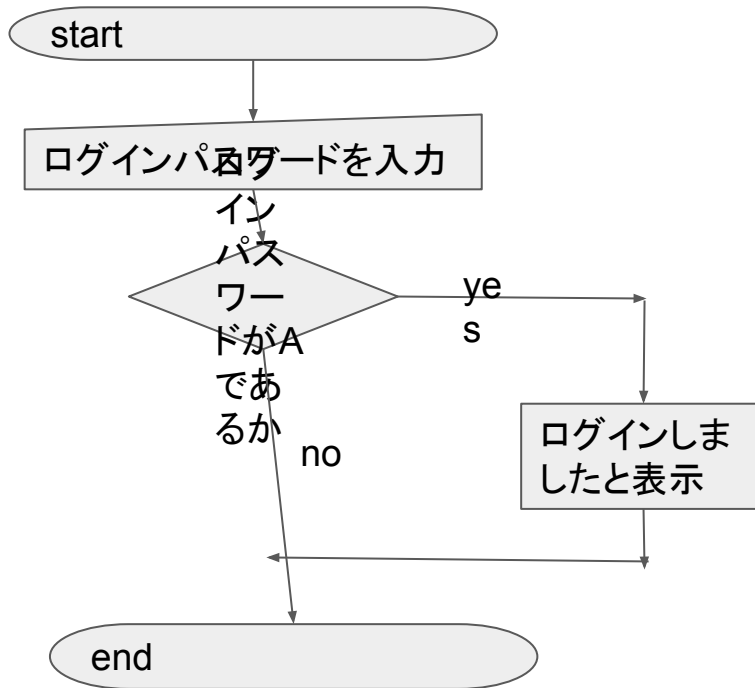 start
ログインパスワードを入力
ログ
イン
パス
ワー
ドがA
であ
るか
ye
s
no
ログインしま
したと表示
end